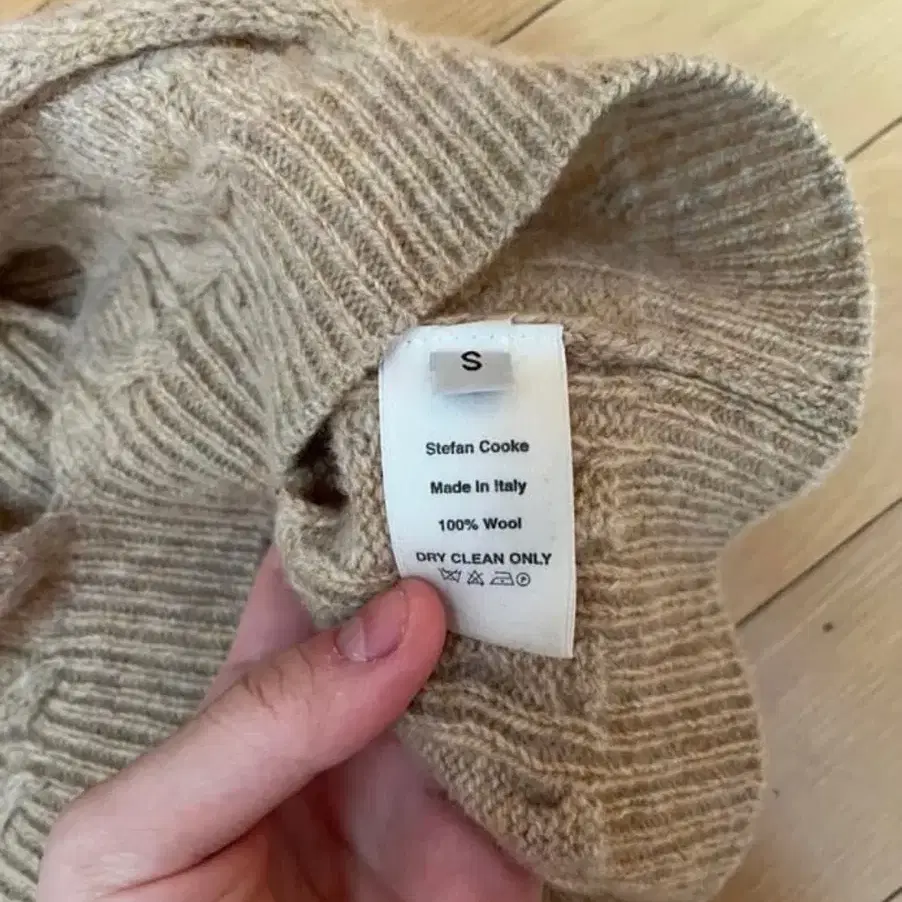 S
Stefan Cooke
Made In Italy
100% Wool
DRY CLEAN ONLY
P